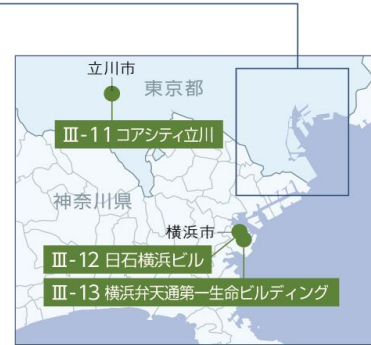 立川市
東京都
Ⅲ-11 コアシティ立川
神奈川県
横浜市
Ⅲ-12 日石横浜ビル
Ⅲ-13 横浜弁天通第一生命ビルディング